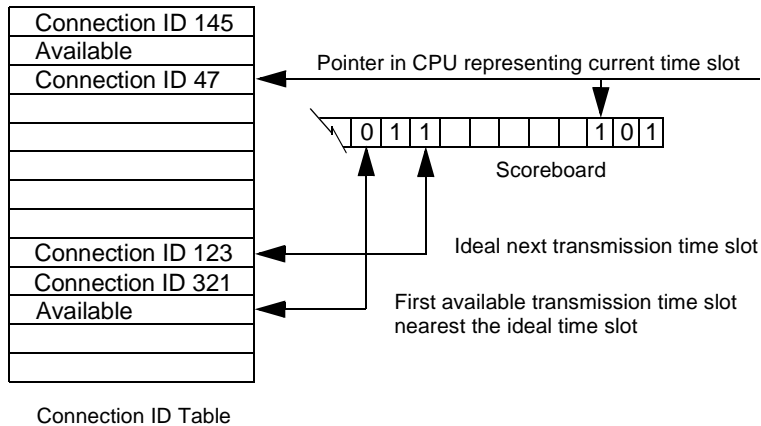 Connection ID 145
Available
Connection ID 47
Pointer in CPU representing current time slot
0 1 1 1 0 1
Scoreboard
Connection ID 123
Ideal next transmission time slot
Connection ID 321
Available
First available transmission time slot
nearest the ideal time slot
Connection ID Table